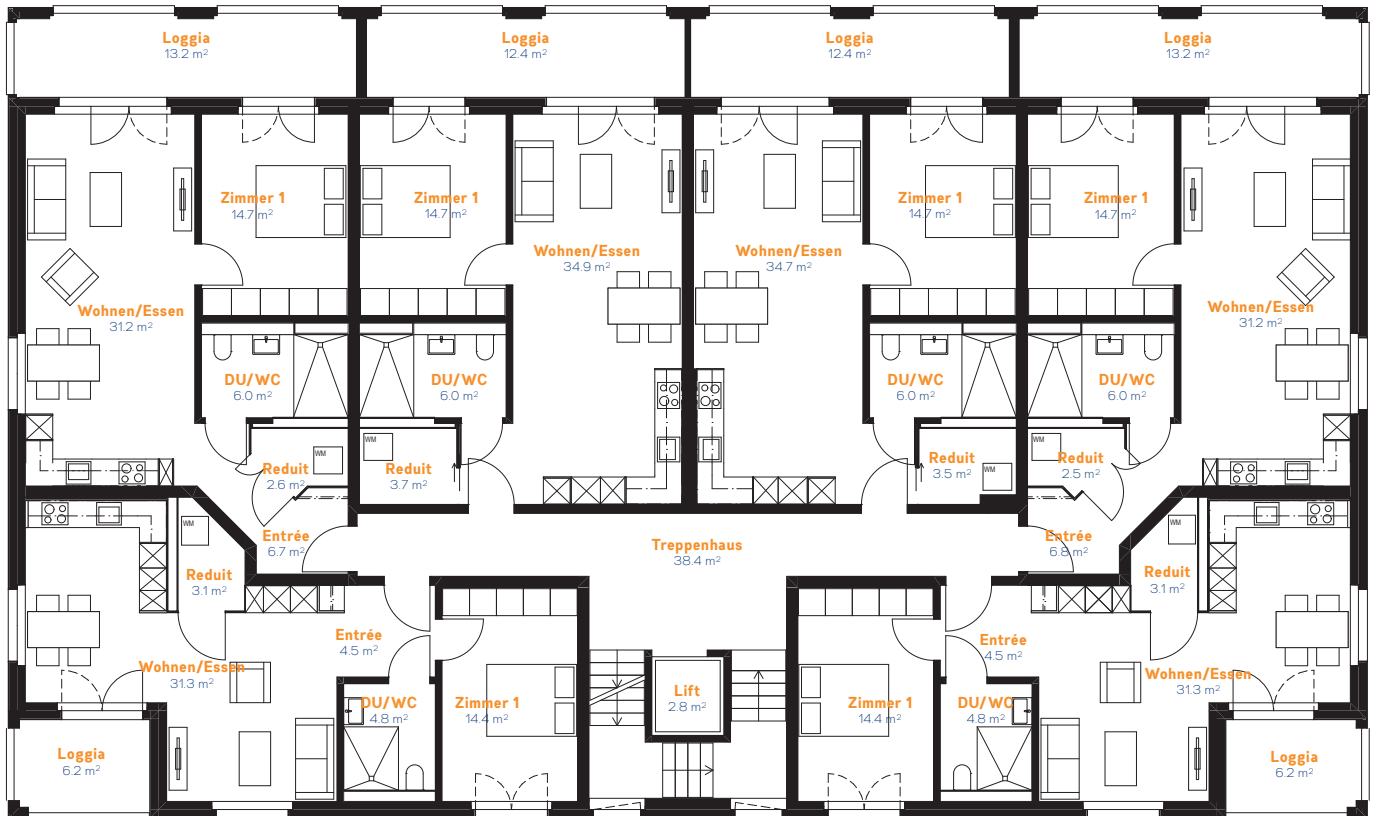 Loggia
13.2 m²
Loggia
12.4 m²
Loggia
12.4 m²
Loggia
13.2 m²
Zimmer 1
14.7 m²
Zimmer 1
14.7 m²
Zimmer 1
14.7 m²
Zimmer 1
14.7 m²
Wohnen/Essen
31.2 m²
Wohnen/Essen
34.9 m²
Wohnen/Essen
34.7 m²
Wohnen/Essen
31.2 m²
DU/WC
6.0 m²
DU/WC
6.0 m²
DU/WC
6.0 m²
DU/WC
6.0 m²
WM
WM
WM
WM
Reduit
2.6 m²
Reduit
3.7 m²
Reduit
3.5 m²
Reduit
2.5 m²
WM
WM
Entrée
6.7 m²
Treppenhaus
38.4 m²
Entrée
6.8 m²
Reduit
3.1 m²
Reduit
3.1 m²
Entrée
4.5 m²
Entrée
4.5 m²
Wohnen/Essen
31.3 m²
Wohnen/Essen
31.3 m²
DU/WC
4.8 m²
Zimmer 1
14.4 m²
Lift
2.8 m²
Zimmer 1
14.4 m²
DU/WC
4.8 m²
Loggia
6.2 m²
Loggia
6.2 m²